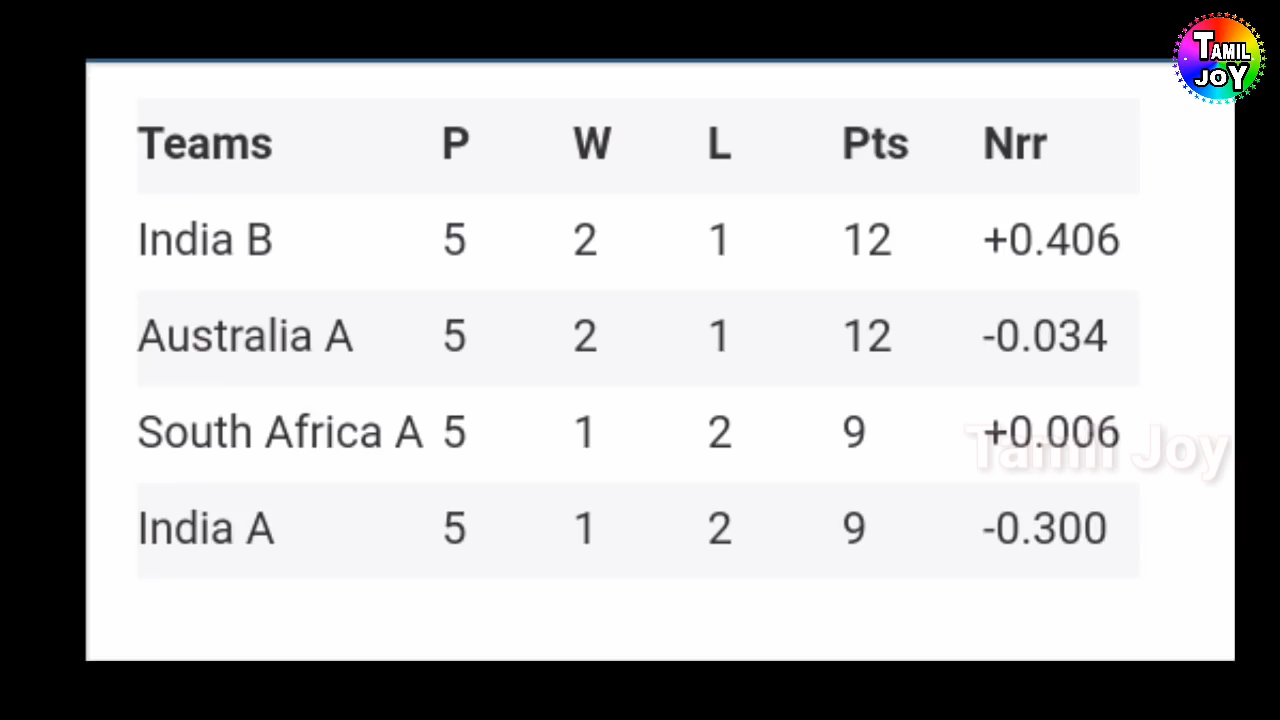 TAMIL
JOY
Teams P W L Pts Nrr
India B 5 2 1 12 +0.406
Australia A 5 2 1 12 -0.034
South Africa A 5 1 2 9 +0.006
Tamil Joy
India A 5 1 2 9 -0.300